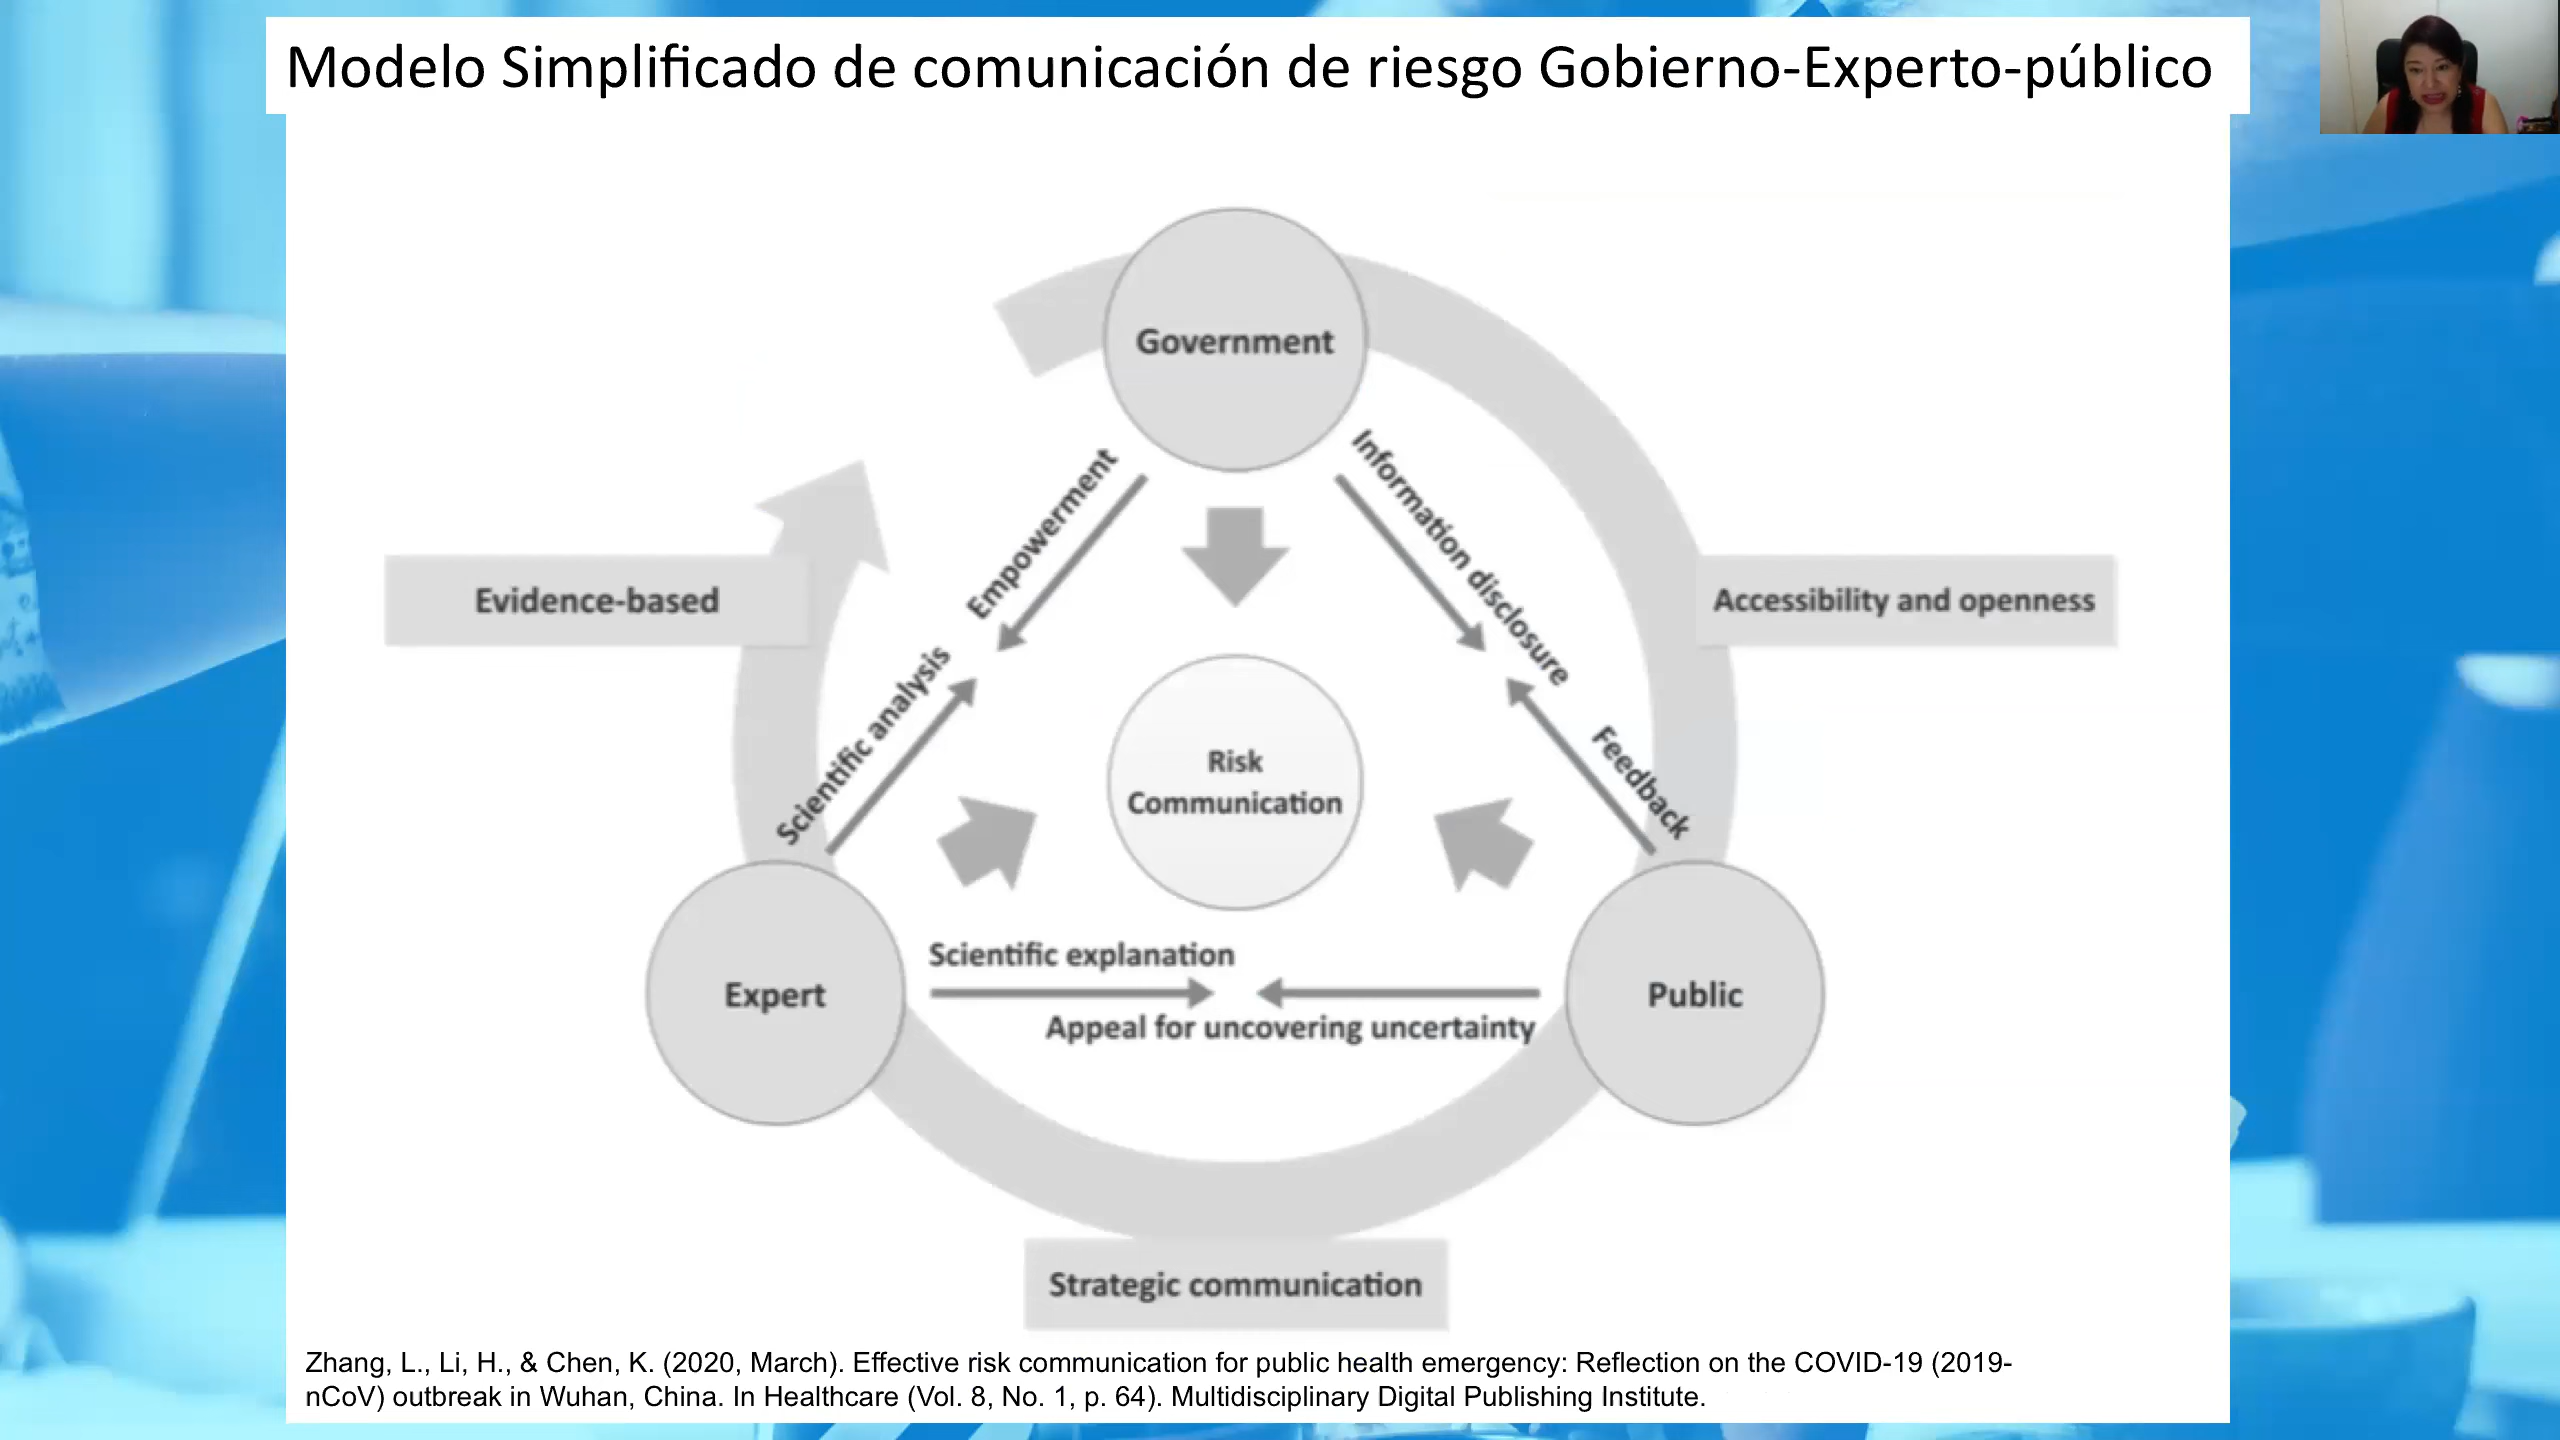 Modelo Simplificado de comunicación de riesgo Gobierno-Experto-público
Government
Empowerment
Information disclosure
Evidence-based
Accessibility and openness
Scientific analysis
Feedback
Risk
Communication
Scientific explanation
Expert
Public
Appeal for uncovering uncertainty
Strategic communication
Zhang, L., Li, H., & Chen, K. (2020, March). Effective risk communication for public health emergency: Reflection on the COVID-19 (2019-
nCoV) outbreak in Wuhan, China. In Healthcare (Vol. 8, No. 1, p. 64). Multidisciplinary Digital Publishing Institute.